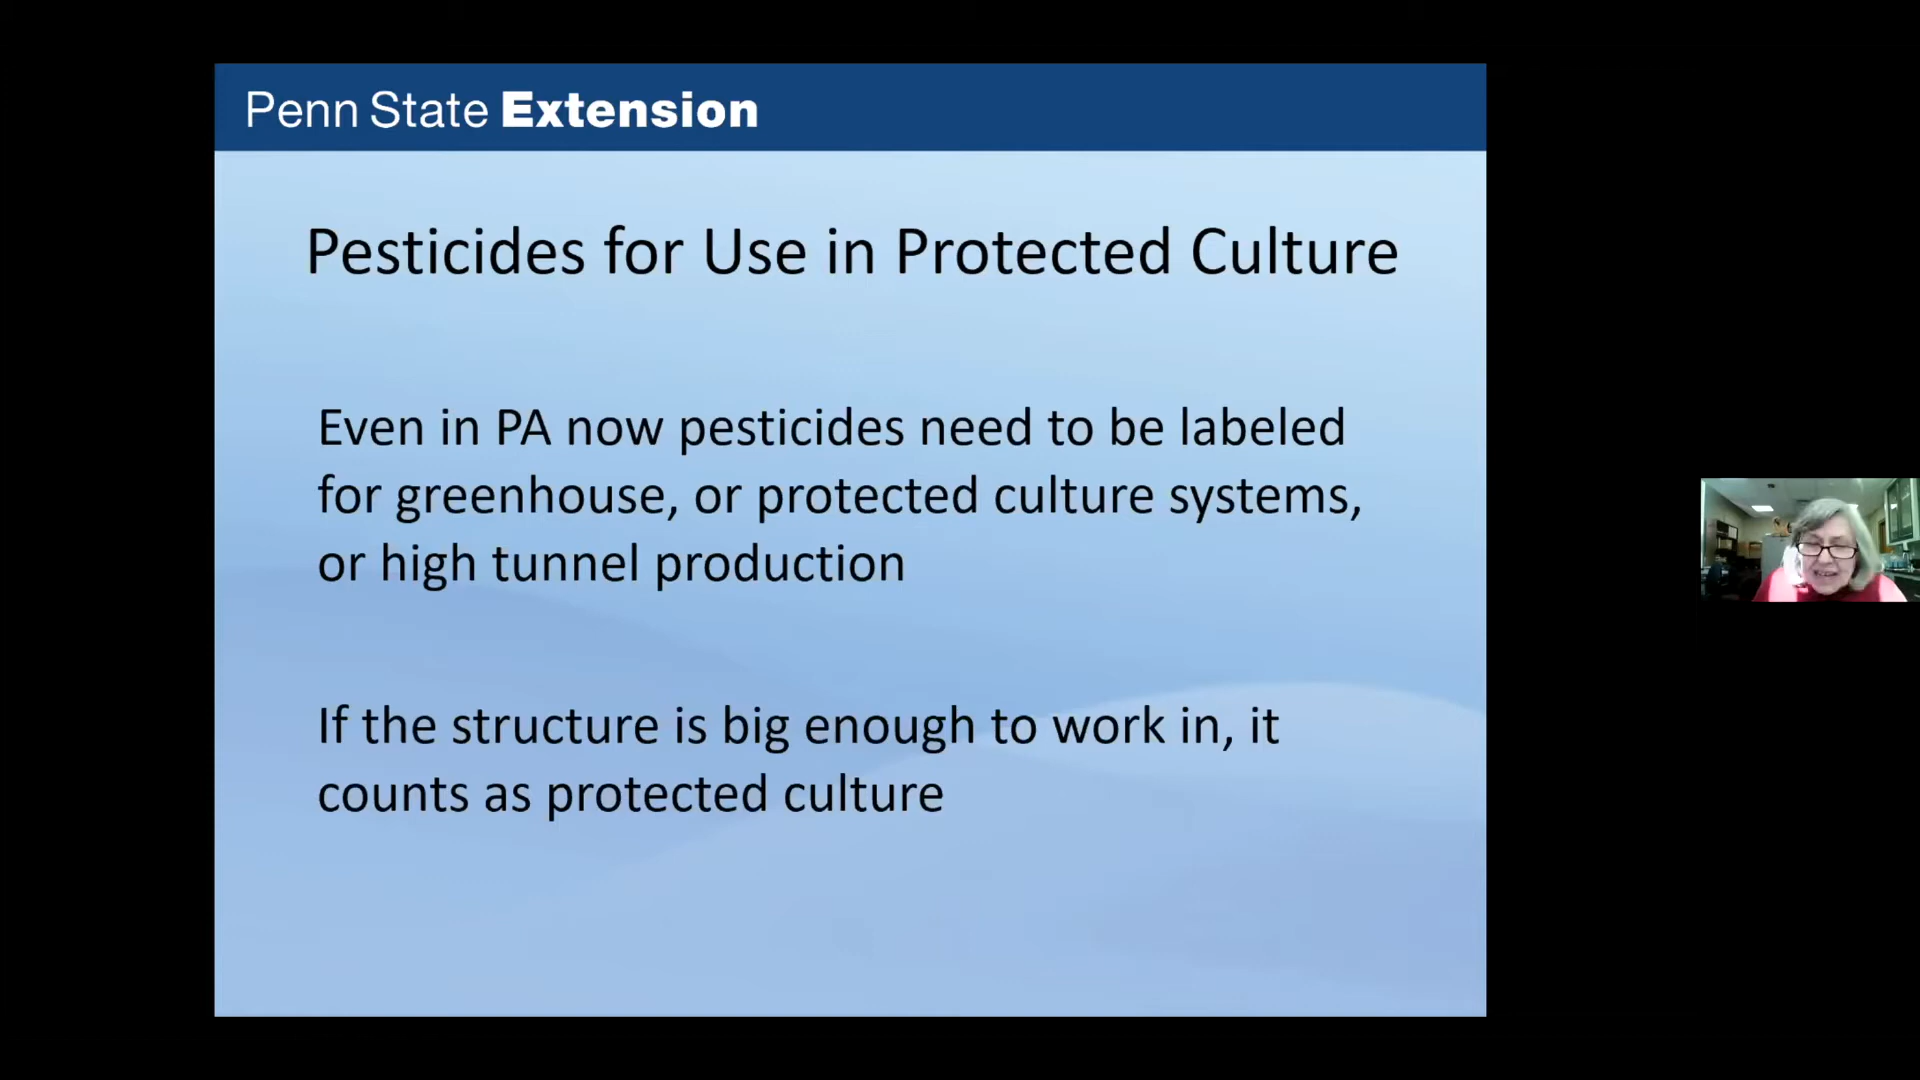 Penn State Extension
Pesticides for Use in Protected Culture
Even in PA now pesticides need to be labeled
for greenhouse, or protected culture systems,
or high tunnel production
If the structure is big enough to work in, it
counts as protected culture